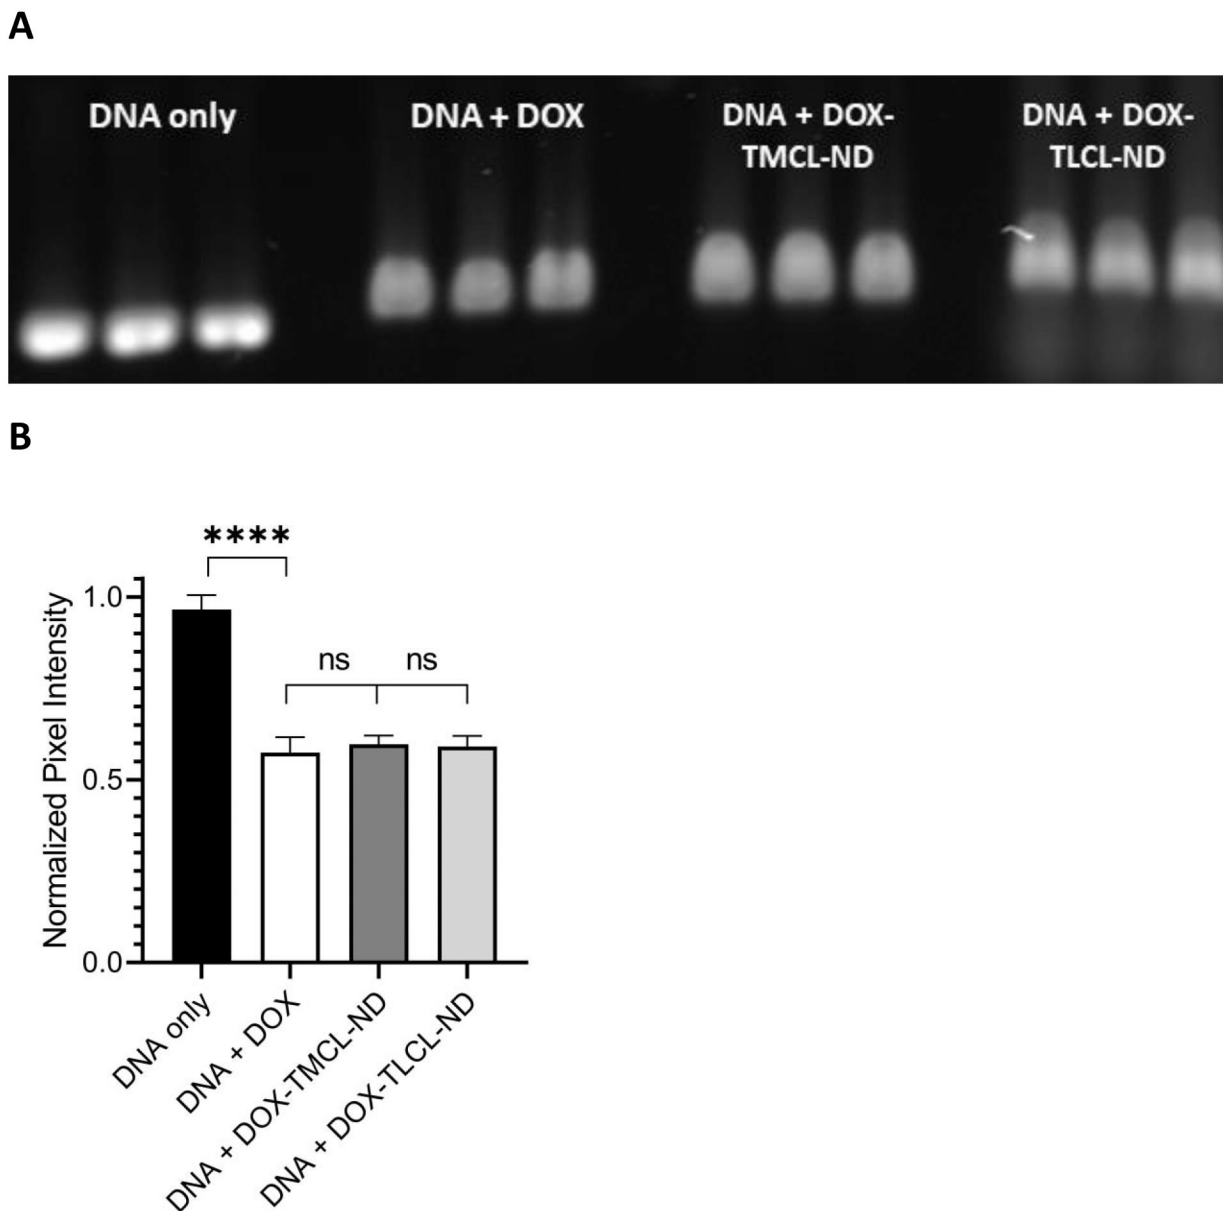 A
DNA only
DNA + DOX
DNA + DOX-
TMCL-ND
DNA + DOX-
TLCL-ND
B
****
1.0
ns
ns
0.5
0.0
Normalized Pixel Intensity
DNA only
DNA + DOX
DNA + DOX-TMCL-ND
DNA + DOX-TLCL-ND